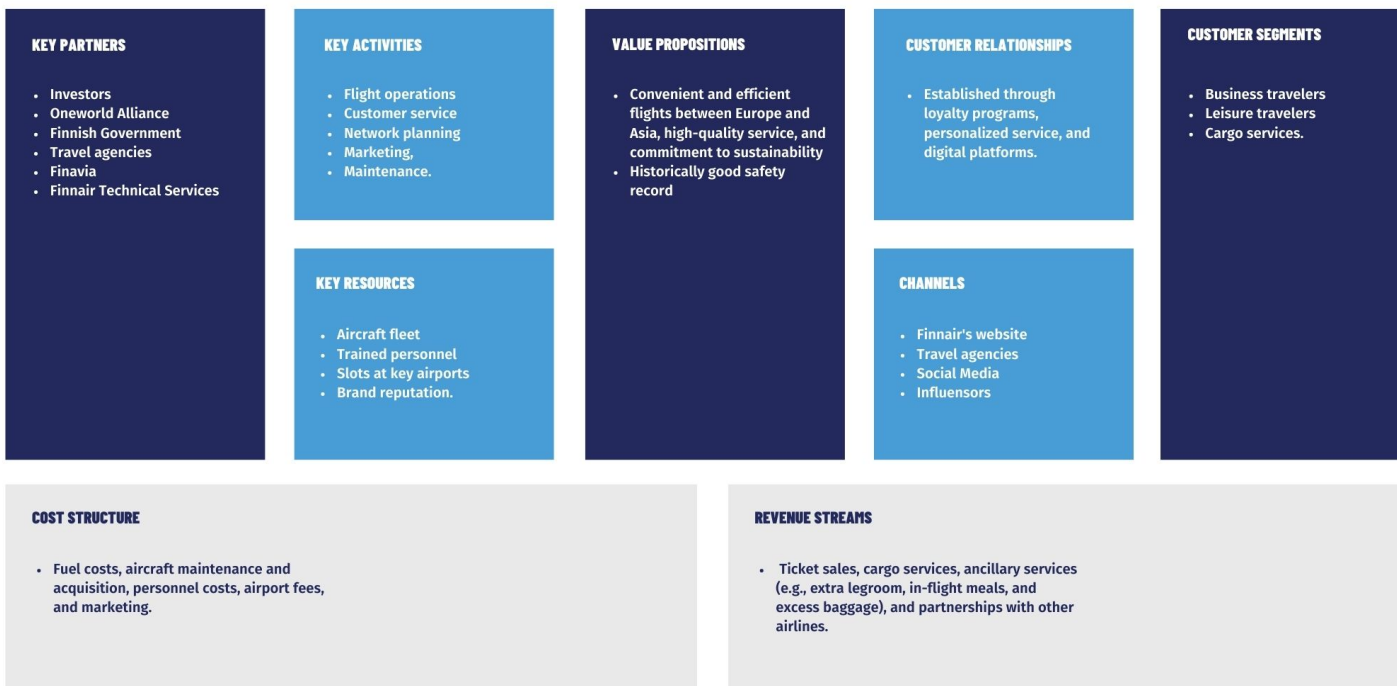 KEY PARTNERS
• Investors
• Oneworld Alliance
• Finnish Government
• Travel agencies
• Finavia
• Finnair Technical Services
KEY ACTIVITIES
• Flight operations
• Customer service
• Network planning
• Marketing,
• Maintenance.
KEY RESOURCES
• Aircraft fleet
• Trained personnel
• Slots at key airports
• Brand reputation.
VALUE PROPOSITIONS
• Convenient and efficient
flights between Europe and
Asia, high-quality service, and
commitment to sustainability
• Historically good safety
record
CUSTOMER RELATIONSHIPS
• Established through
loyalty programs,
personalized service, and
digital platforms.
CHANNELS
• Finnair's website
• Travel agencies
• Social Media
• Influensors
CUSTOMER SEGMENTS
• Business travelers
• Leisure travelers
• Cargo services.
COST STRUCTURE
• Fuel costs, aircraft maintenance and
acquisition, personnel costs, airport fees,
and marketing.
REVENUE STREAMS
• Ticket sales, cargo services, ancillary services
(e.g., extra legroom, in-flight meals, and
excess baggage), and partnerships with other
airlines.